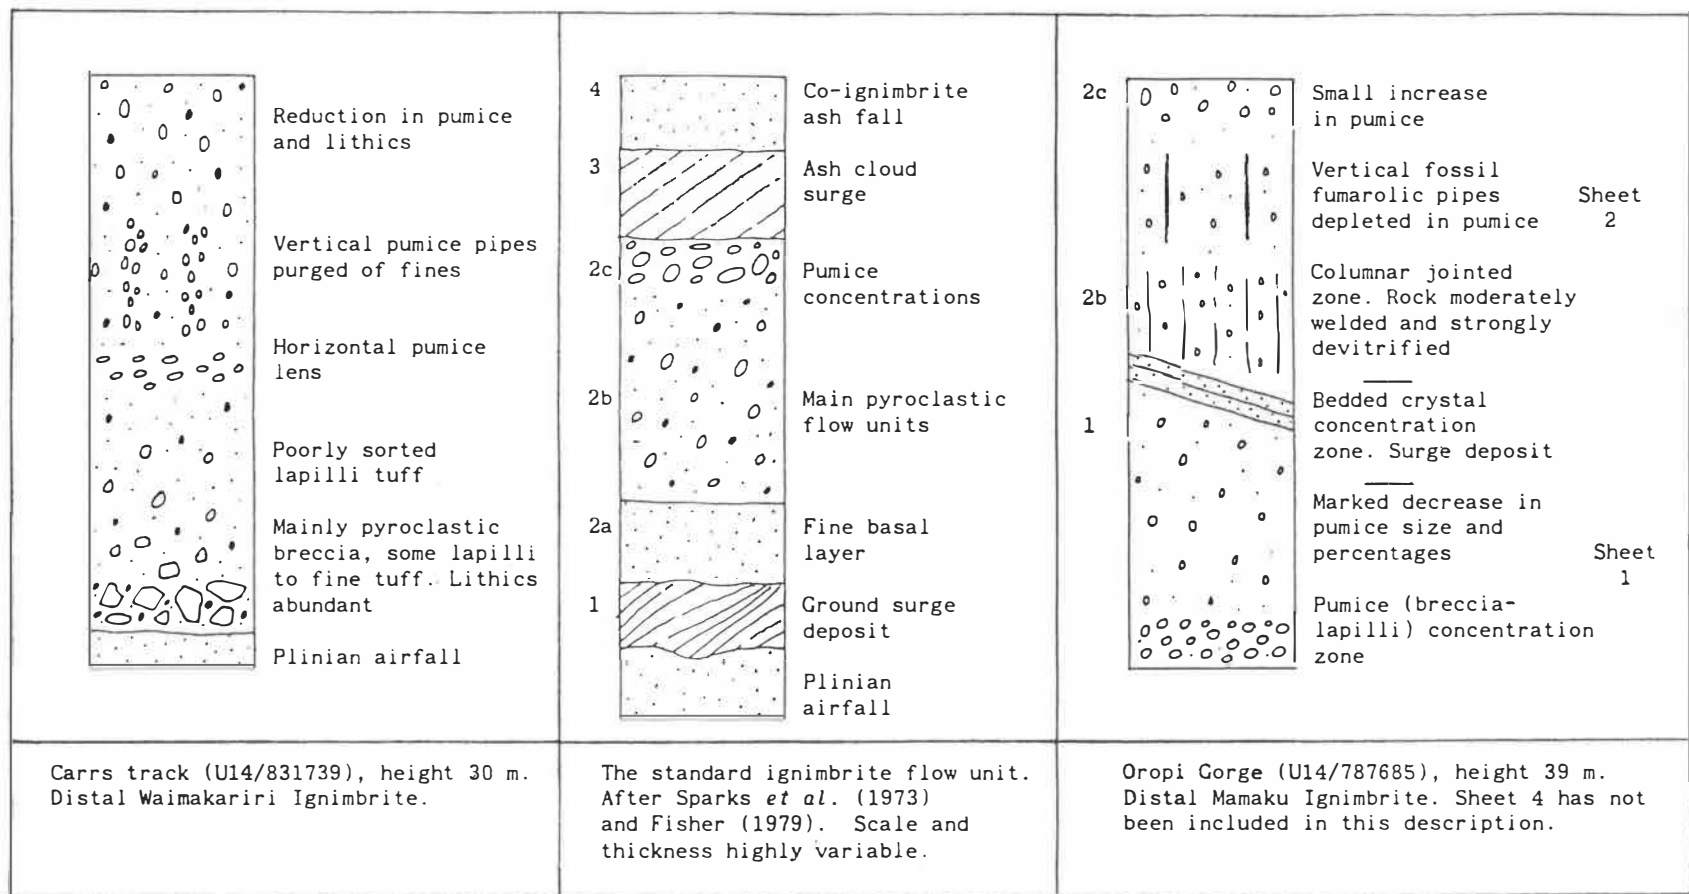 Reduction in pumice
and lithics
Vertical pumice pipes
purged of fines
Horizontal pumice
lens
Poorly sorted
lapilli tuff
Mainly pyroclastic
breccia, some lapilli
to fine tuff. Lithics
abundant
Plinian airfall
Carrs track (U14/831739), height 30 m.
Distal Waimakariri Ignimbrite.
4
Co-ignimbrite
ash fall
3
Ash cloud
surge
2c
Pumice
concentrations
2b
Main pyroclastic
flow units
2a
Fine basal
layer
1
Ground surge
deposit
Plinian
airfall
The standard ignimbrite flow unit.
After Sparks et al. (1973)
and Fisher (1979). Scale and
thickness highly variable.
2c
Small increase
in pumice
Vertical fossil
fumarolic pipes
depleted in pumice
Sheet
2
2b
Columnar jointed
zone. Rock moderately
welded and strongly
devitrified
1
Bedded crystal
concentration
zone. Surge deposit
Marked decrease in
pumice size and
percentages
Sheet
1
Pumice (breccia-
lapilli) concentration
zone
Oropi Gorge (U14/787685), height 39 m.
Distal Mamaku Ignimbrite. Sheet 4 has not
been included in this description.